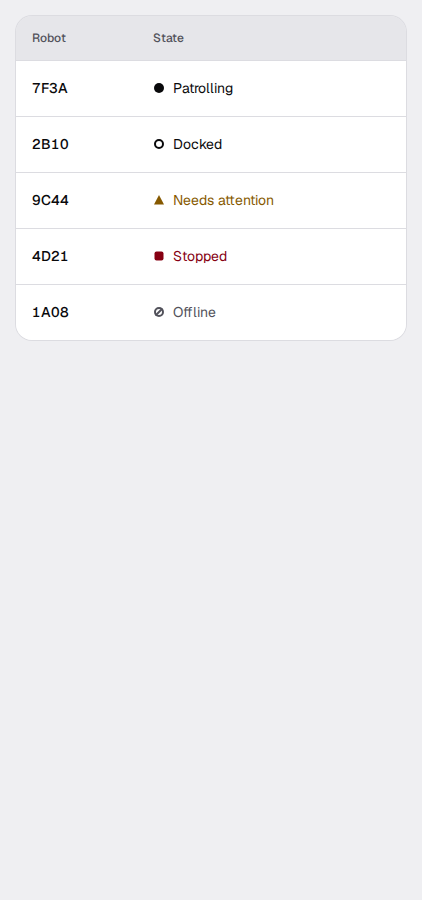 Robot State
7F3A Patrolling
2B10 Docked
9C44 Needs attention
4D21 Stopped
1A08 Offline